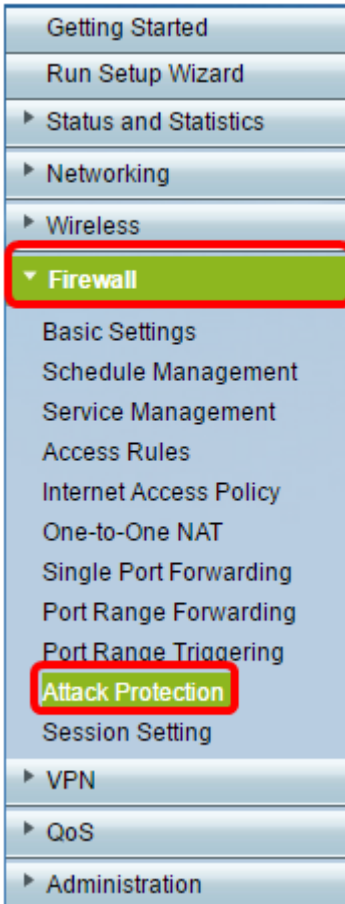 Getting Started
Run Setup Wizard
Status and Statistics
Networking
Wireless
Firewall
Basic Settings
Schedule Management
Service Management
Access Rules
Internet Access Policy
One-to-One NAT
Single Port Forwarding
Port Range Forwarding
Port Range Triggering
Attack Protection
Session Setting
VPN
QoS
Administration